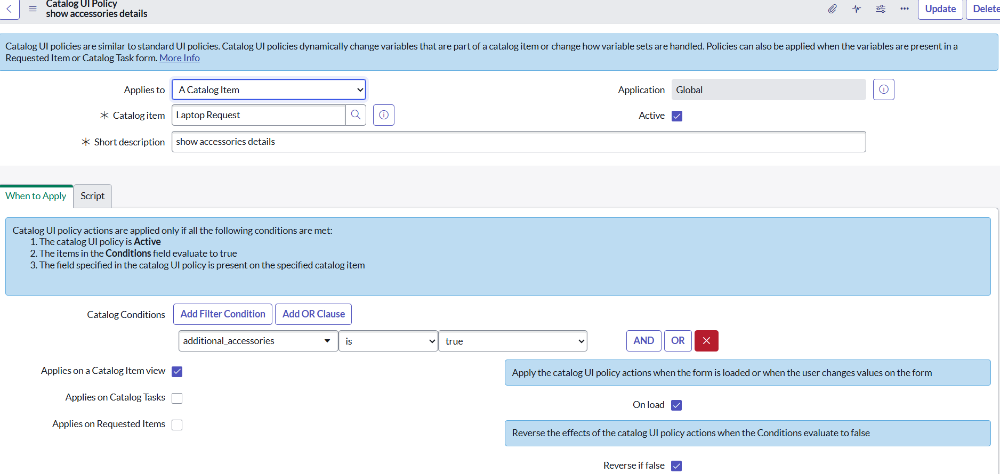 Catalog UI Policy
show accessories details
Update
Delete
Catalog UI policies are similar to standard UI policies. Catalog UI policies dynamically change variables that are part of a catalog item or change how variable sets are handled. Policies can also be applied when the variables are present in a
Requested Item or Catalog Task form. More Info
Applies to
A Catalog Item
Application
Global
Catalog item
Laptop Request
Active
Short description
show accessories details
When to Apply
Script
Catalog UI policy actions are applied only if all the following conditions are met:
1. The catalog UI policy is Active
2. The items in the Conditions field evaluate to true
3. The field specified in the catalog UI policy is present on the specified catalog item
Catalog Conditions
Add Filter Condition
Add OR Clause
additional_accessories
is
true
AND
OR
Applies on a Catalog Item view
Apply the catalog UI policy actions when the form is loaded or when the user changes values on the form
Applies on Catalog Tasks
On load
Applies on Requested Items
Reverse the effects of the catalog UI policy actions when the Conditions evaluate to false
Reverse if false